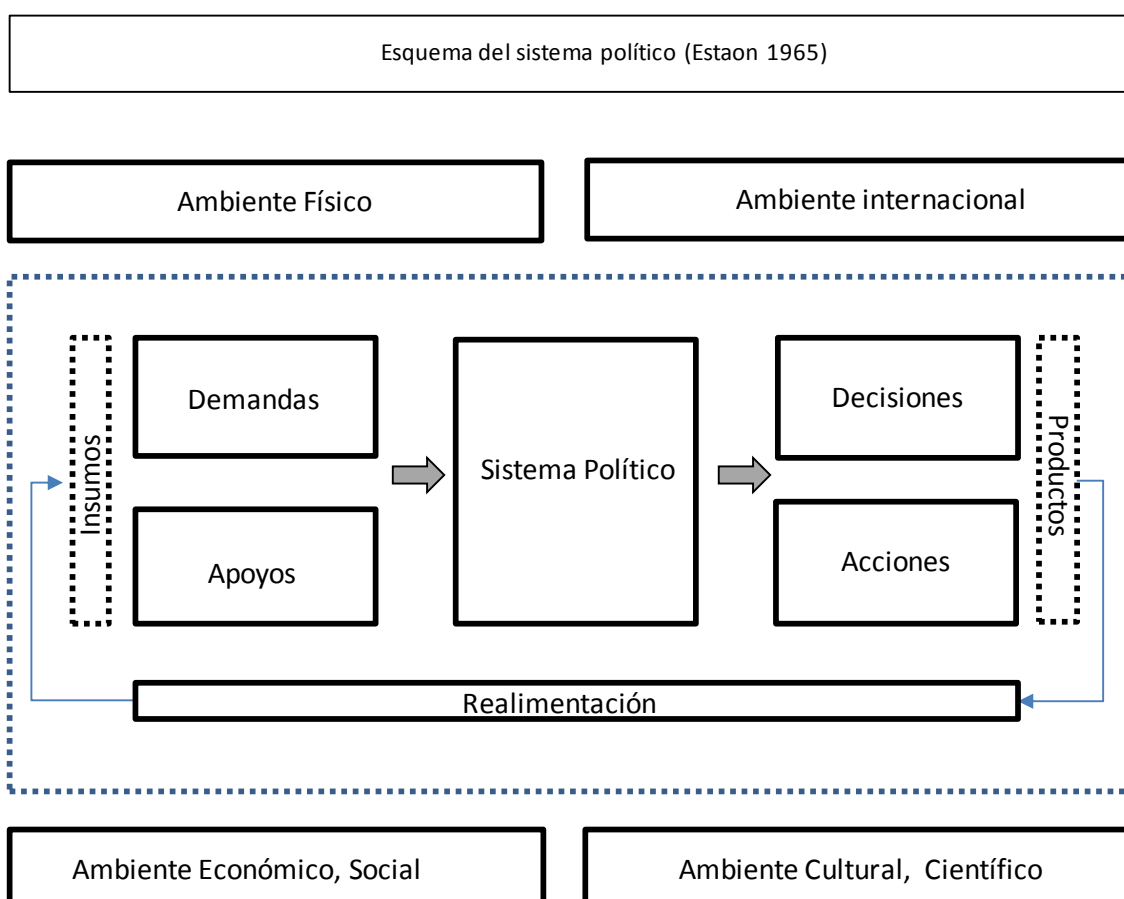 Esquema del sistema político (Estaon 1965)
Ambiente Físico
Ambiente internacional
Insumos
Demandas
Apoyos
Sistema Político
Decisiones
Acciones
Productos
Realimentación
Ambiente Económico, Social
Ambiente Cultural, Científico